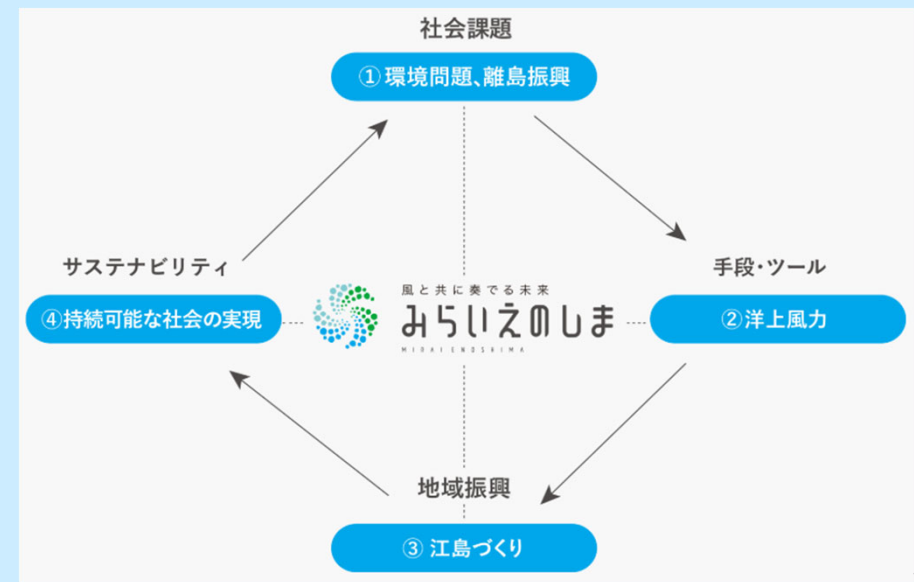 社会課題
①環境問題、離島振興
サステナビリティ
手段・ツール
④持続可能な社会の実現
風と共に奏でる未来
みらいえのしま
MIRAI ENOSHIMA
②洋上風力
地域振興
③ 江島づくり